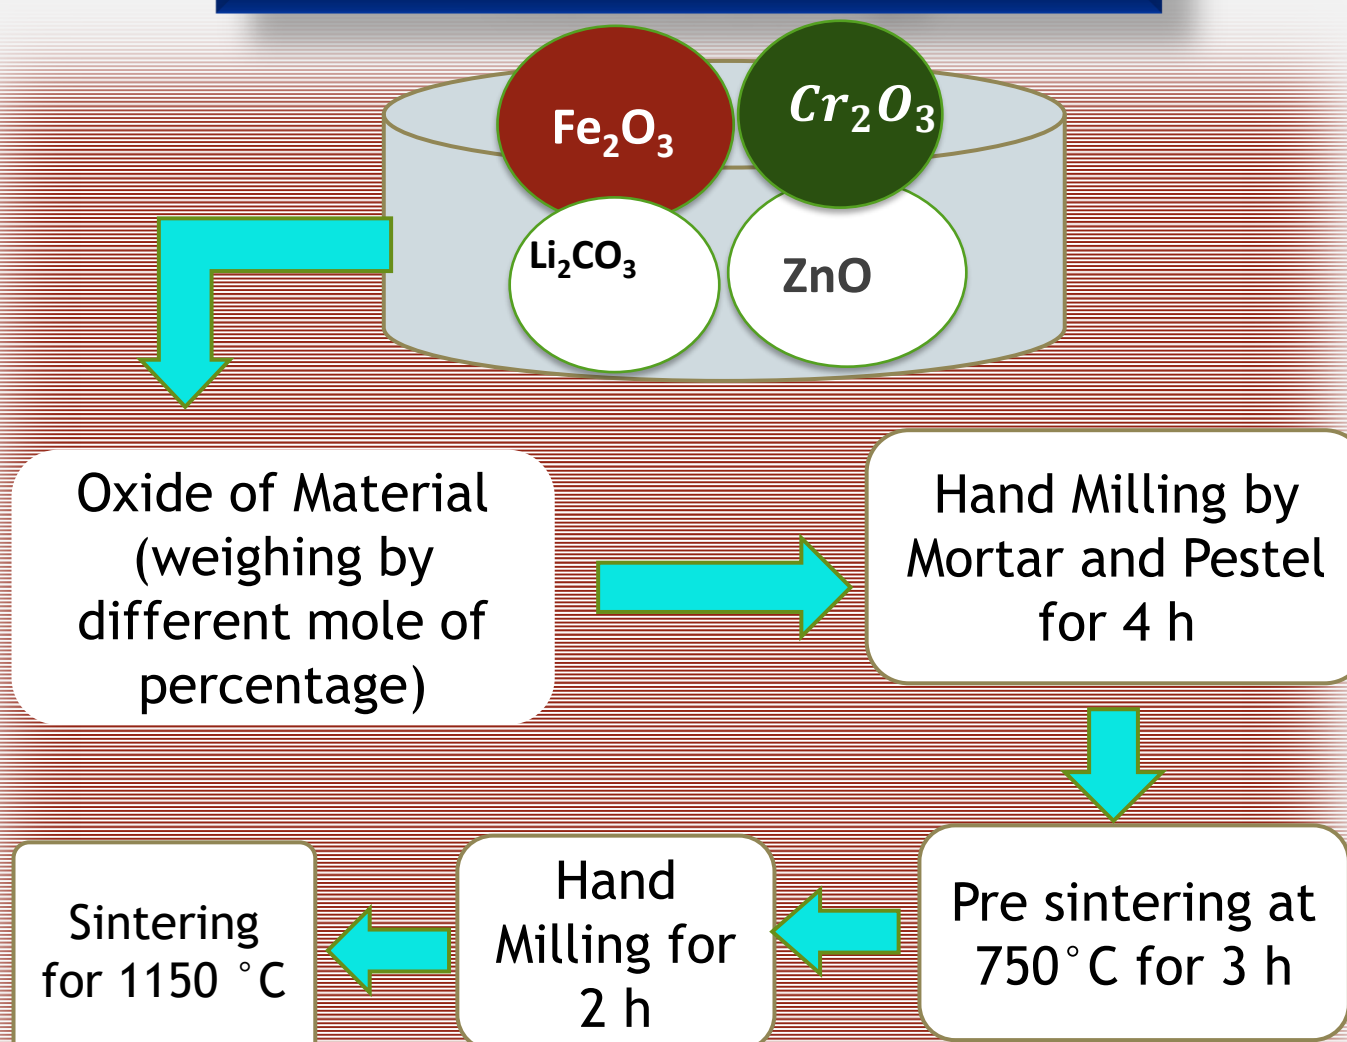 Fe₂O₃
Cr₂O₃
Li₂CO₃
ZnO
Oxide of Material
(weighing by
different mole of
percentage)
Hand Milling by
Mortar and Pestel
for 4 h
Pre sintering at
750°C for 3 h
Hand
Milling for
2 h
Sintering
for 1150 °C